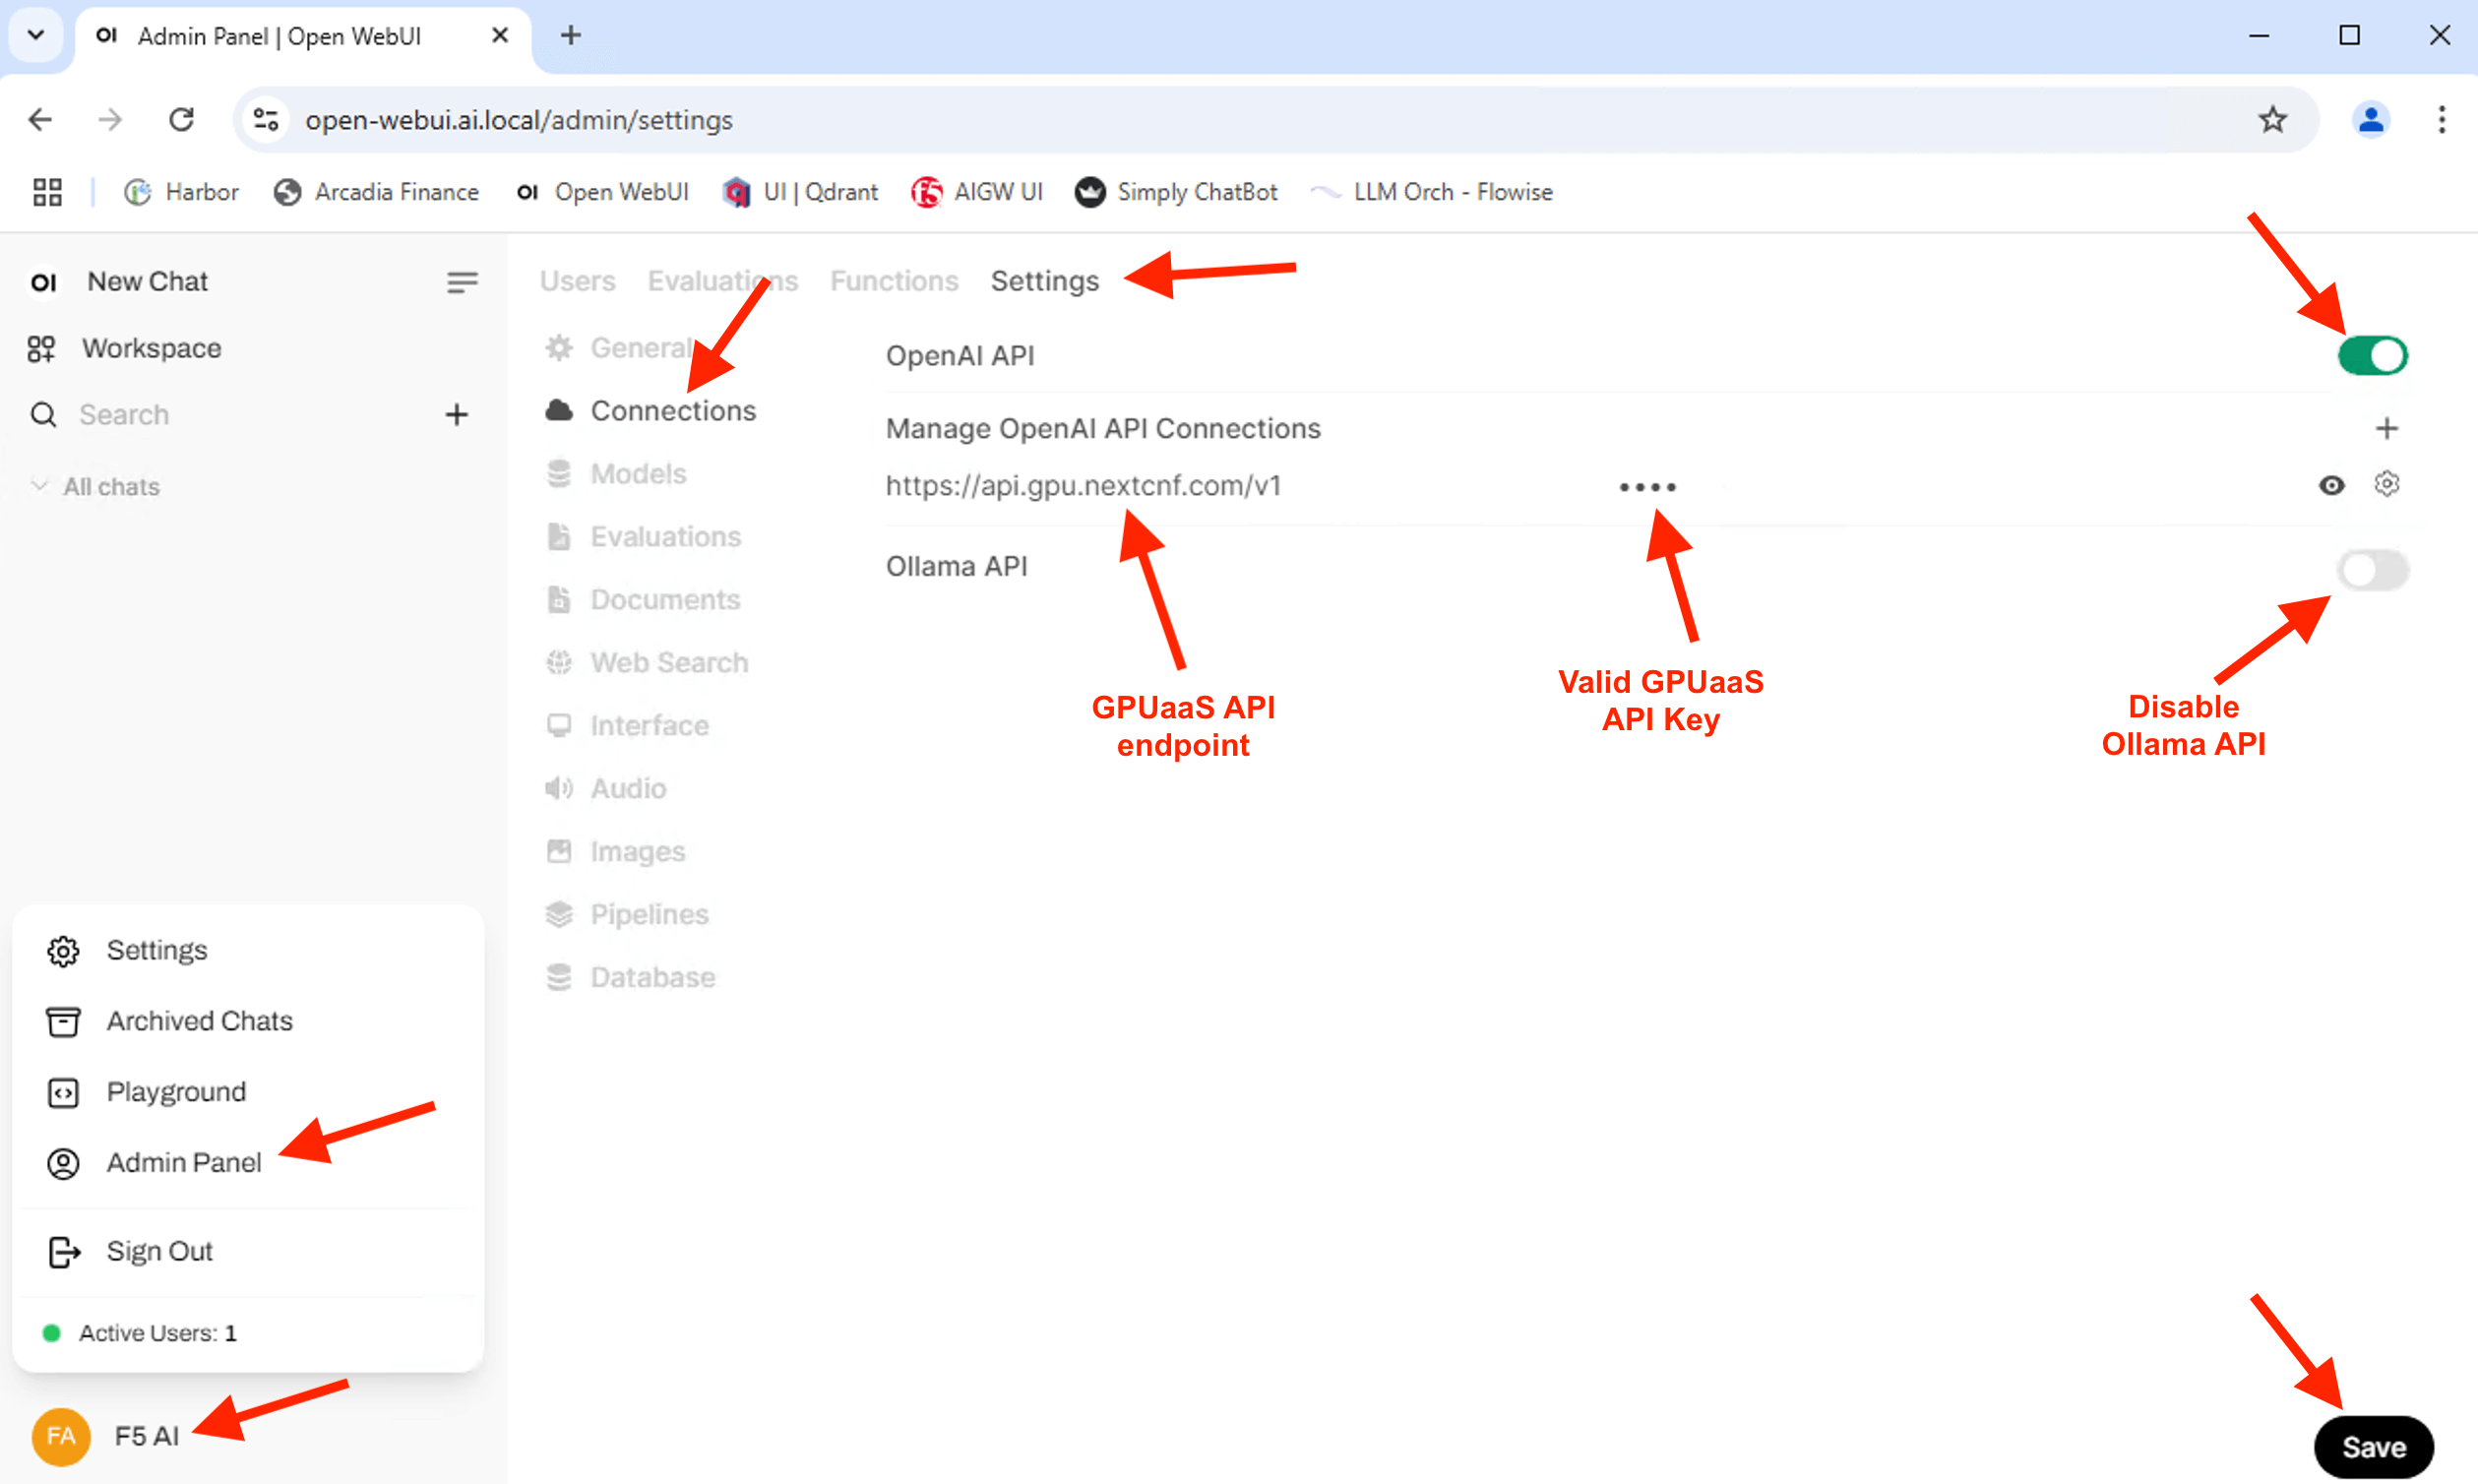 OI Admin Panel | Open WebUI
open-webui.ai.local/admin/settings
Harbor Arcadia Finance OI Open WebUI UI | Qdrant f5 AIGW UI Simply ChatBot LLM Orch - Flowise
OI New Chat
Workspace
Search
All chats
Users Evaluations Functions Settings
General
Connections
Models
Evaluations
Documents
Web Search
Interface
Audio
Images
Pipelines
Database
OpenAI API
Manage OpenAI API Connections
https://api.gpu.nextcnf.com/v1 ••••
Ollama API
GPUaaS API
endpoint
Valid GPUaaS
API Key
Disable
Ollama API
Settings
Archived Chats
Playground
Admin Panel
Sign Out
Active Users: 1
FA F5 AI
Save